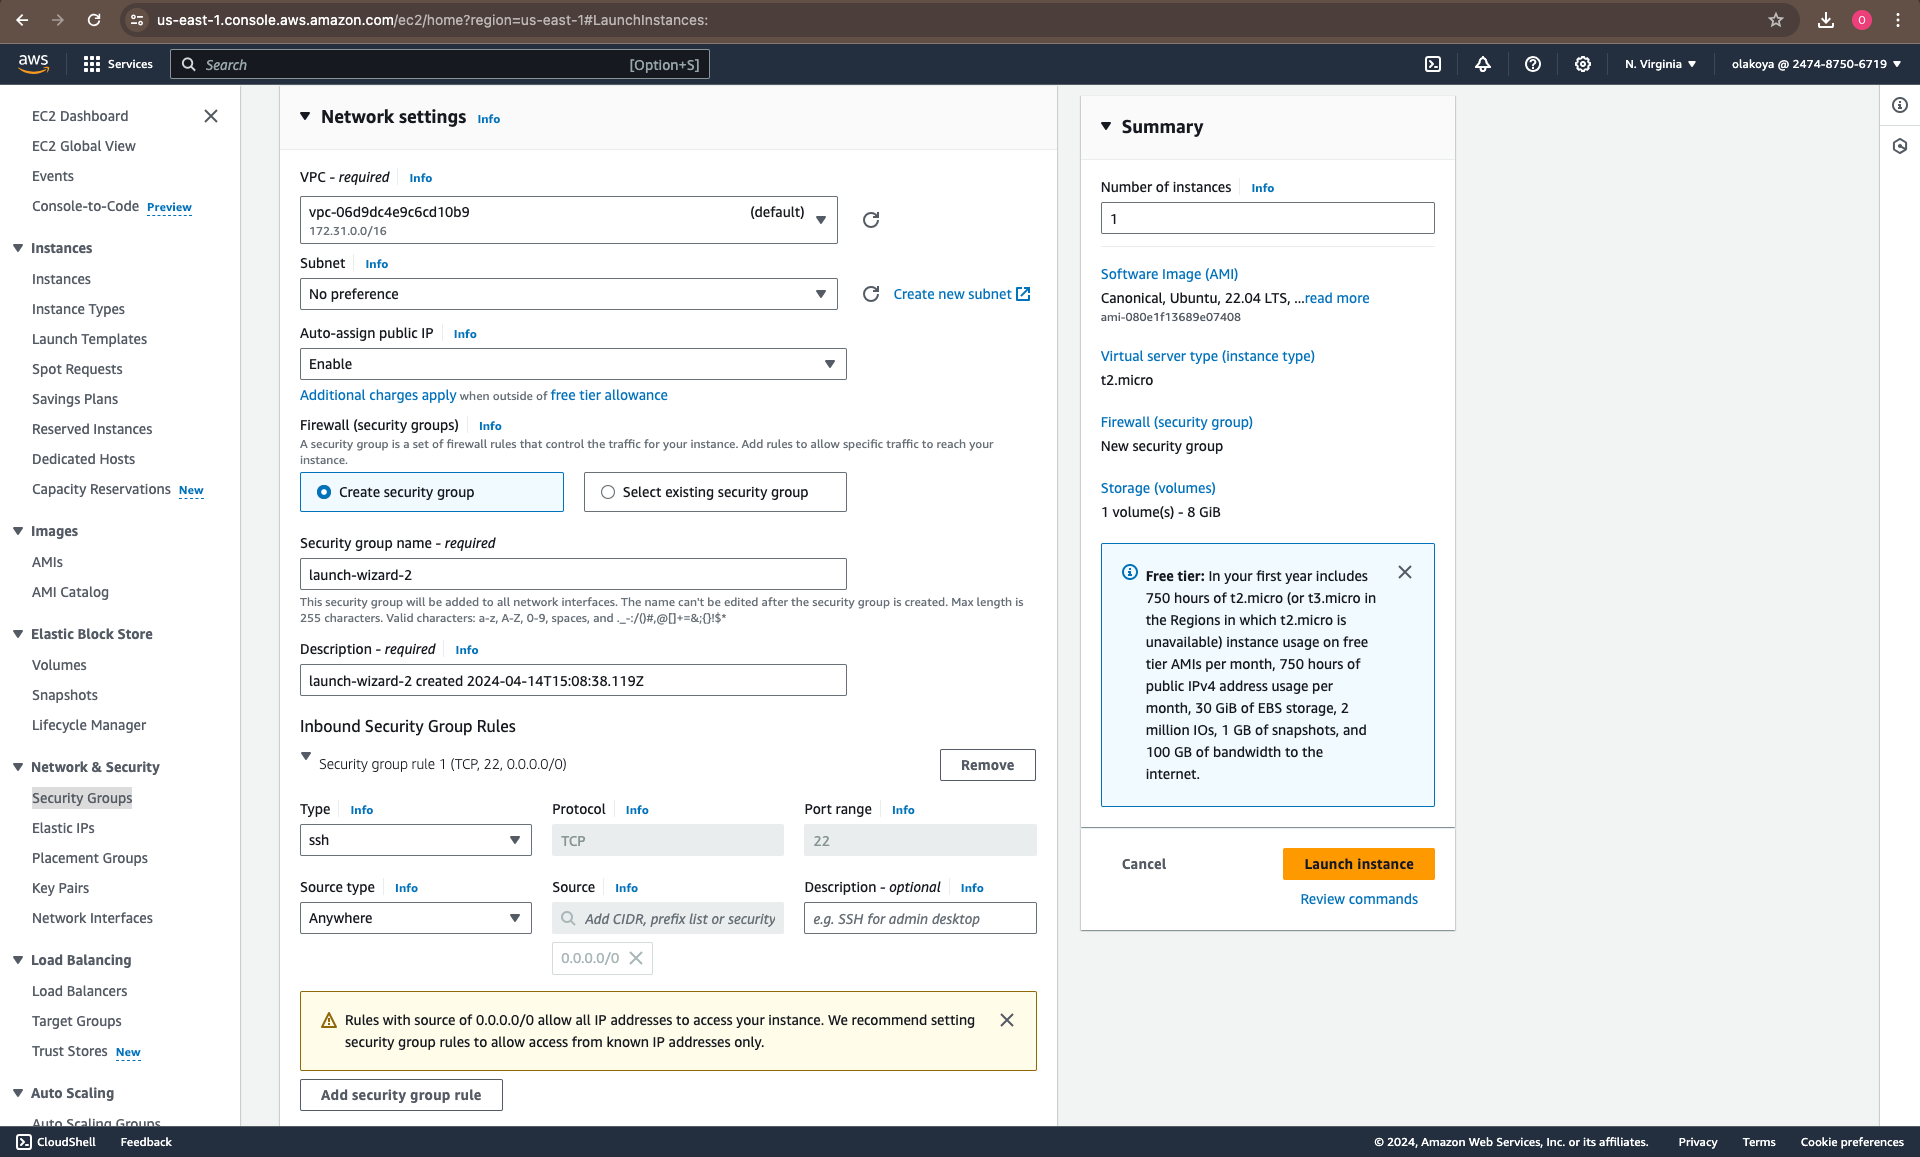 us-east-1.console.aws.amazon.com/ec2/home?region=us-east-1#LaunchInstances:
O
aws
Services
Search
[Option+S]
N. Virginia
olakoya @ 2474-8750-6719
EC2 Dashboard
EC2 Global View
Events
Console-to-Code Preview
Instances
Instances
Instance Types
Launch Templates
Spot Requests
Savings Plans
Reserved Instances
Dedicated Hosts
Capacity Reservations New
Images
AMIs
AMI Catalog
Elastic Block Store
Volumes
Snapshots
Lifecycle Manager
Network & Security
Security Groups
Elastic IPs
Placement Groups
Key Pairs
Network Interfaces
Load Balancing
Load Balancers
Target Groups
Trust Stores New
Auto Scaling
Auto Scaling Groups
Network settings Info
VPC - required Info
vpc-06d9dc4e9c6cd10b9 (default)
172.31.0.0/16
Subnet Info
No preference
Create new subnet
Auto-assign public IP Info
Enable
Additional charges apply when outside of free tier allowance
Firewall (security groups) Info
A security group is a set of firewall rules that control the traffic for your instance. Add rules to allow specific traffic to reach your
instance.
Create security group
Select existing security group
Security group name - required
launch-wizard-2
This security group will be added to all network interfaces. The name can't be edited after the security group is created. Max length is
255 characters. Valid characters: a-z, A-Z, 0-9, spaces, and ._-:/()#,@[]+=&;{}!$*
Description - required Info
launch-wizard-2 created 2024-04-14T15:08:38.119Z
Inbound Security Group Rules
Security group rule 1 (TCP, 22, 0.0.0.0/0)
Remove
Type Info
Protocol Info
Port range Info
ssh
TCP
22
Source type Info
Source Info
Description - optional Info
Anywhere
Add CIDR, prefix list or security
e.g. SSH for admin desktop
0.0.0.0/0
Rules with source of 0.0.0.0/0 allow all IP addresses to access your instance. We recommend setting
security group rules to allow access from known IP addresses only.
Add security group rule
Summary
Number of instances Info
1
Software Image (AMI)
Canonical, Ubuntu, 22.04 LTS, ...read more
ami-080e1f13689e07408
Virtual server type (instance type)
t2.micro
Firewall (security group)
New security group
Storage (volumes)
1 volume(s) - 8 GiB
Free tier: In your first year includes
750 hours of t2.micro (or t3.micro in
the Regions in which t2.micro is
unavailable) instance usage on free
tier AMIs per month, 750 hours of
public IPv4 address usage per
month, 30 GiB of EBS storage, 2
million IOs, 1 GB of snapshots, and
100 GB of bandwidth to the
internet.
Cancel
Launch instance
Review commands
CloudShell
Feedback
© 2024, Amazon Web Services, Inc. or its affiliates.
Privacy
Terms
Cookie preferences